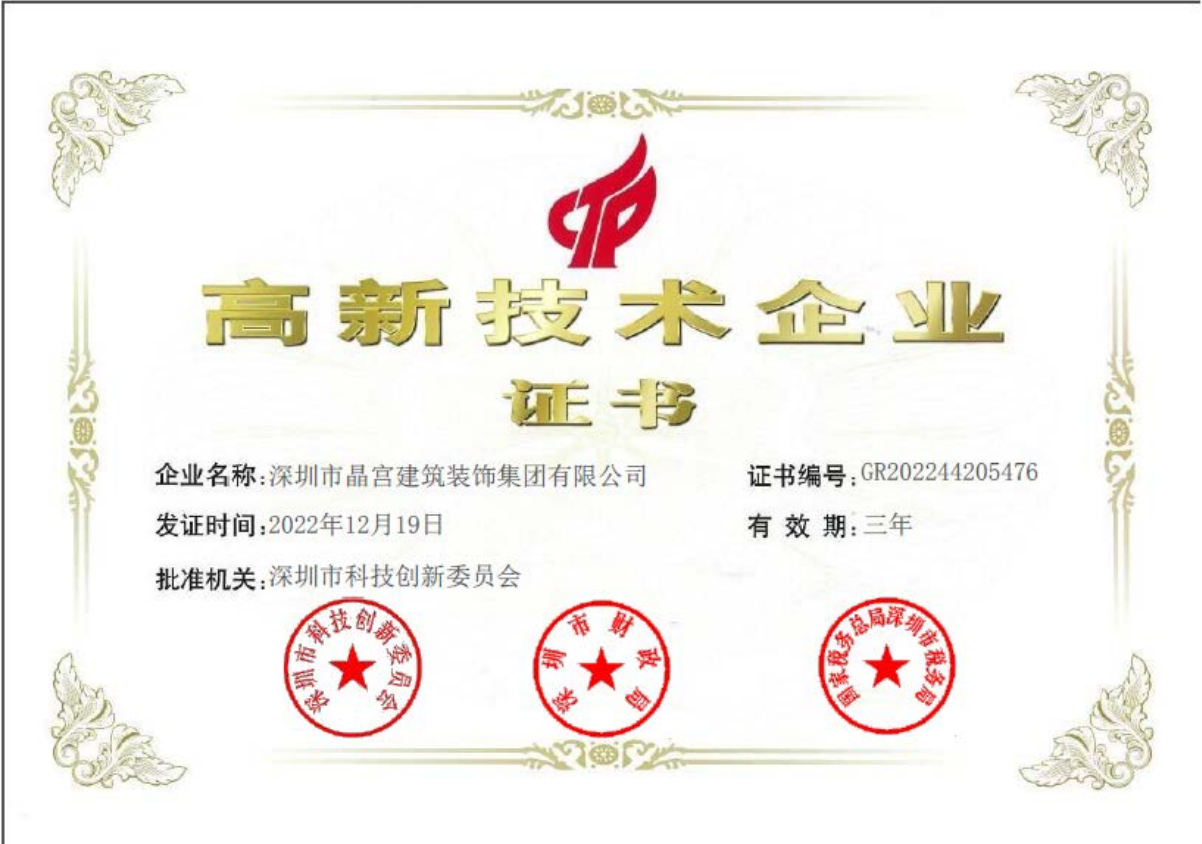 高新技术企业
证书
企业名称:深圳市晶宫建筑装饰集团有限公司
证书编号:GR202244205476
发证时间:2022年12月19日
有效期:三年
批准机关:深圳市科技创新委员会
深圳市科技创新委员会
深圳市财政局
国家税务总局深圳市税务局